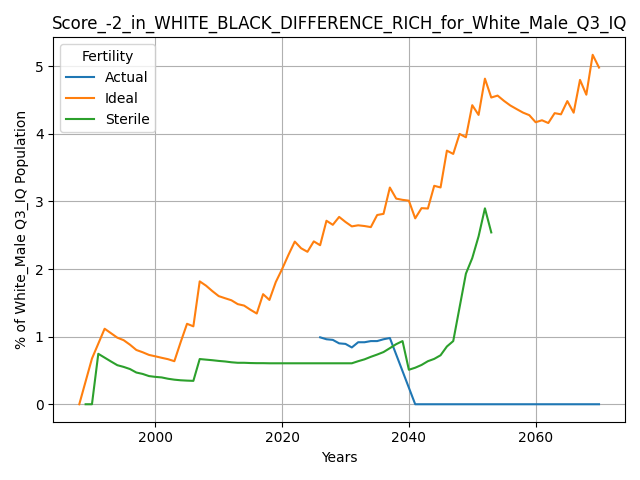 Score_-2_in_WHITE_BLACK_DIFFERENCE_RICH_for_White_Male_Q3_IQ
Fertility
Actual
Ideal
Sterile
% of White_Male Q3_IQ Population
5
4
3
2
1
0
2000
2020
2040
2060
Years